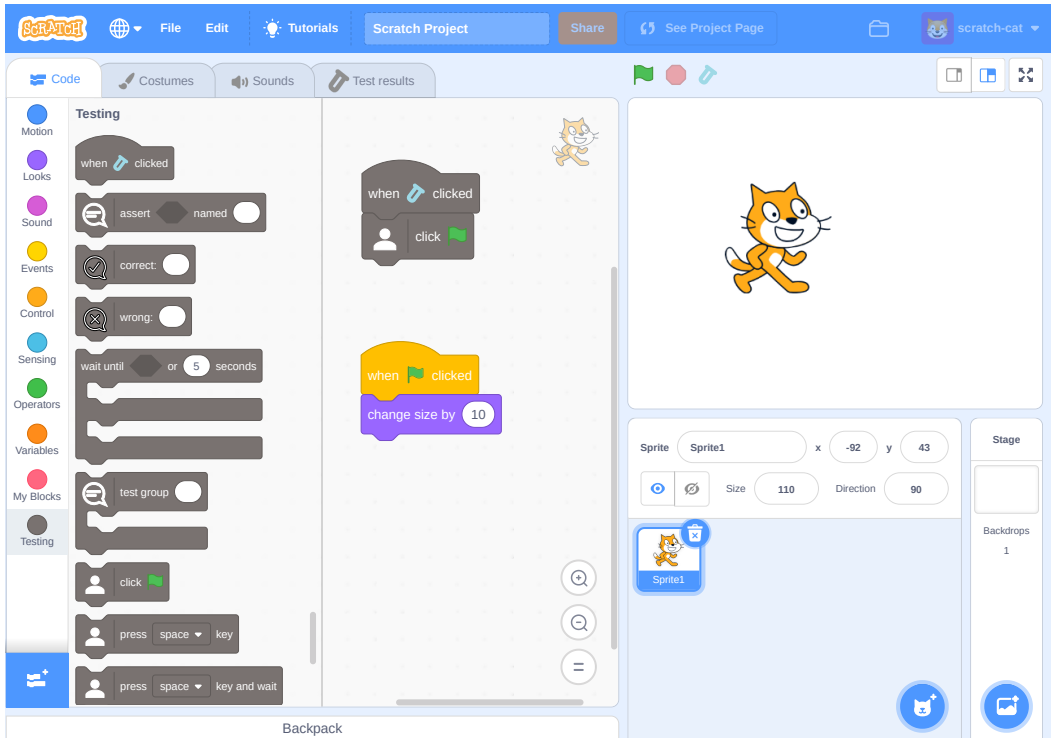 SCRATCH File Edit Tutorials Scratch Project Share See Project Page scratch-cat
Code Costumes Sounds Test results
Motion
Looks
Sound
Events
Control
Sensing
Operators
Variables
My Blocks
Testing
Testing
when clicked
assert named
correct:
wrong:
wait until or 5 seconds
test group
click
press space key
press space key and wait
when clicked
click
when clicked
change size by 10
Backpack
Sprite Sprite1 x -92 y 43
Size 110 Direction 90
Sprite1
Stage
Backdrops
1